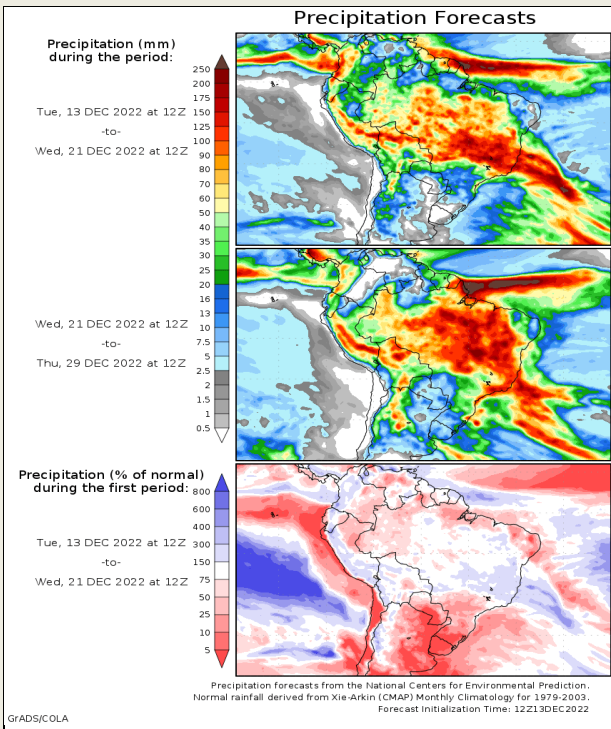 Precipitation Forecasts
Precipitation (mm)
during the period:
Tue, 13 DEC 2022 at 12Z
-to-
Wed, 21 DEC 2022 at 12Z
250
200
175
150
125
100
90
80
70
60
50
40
35
30
25
20
16
13
10
7.5
5
2.5
2
1.5
1
0.5
Wed, 21 DEC 2022 at 12Z
-to-
Thu, 29 DEC 2022 at 12Z
Precipitation (% of normal)
during the first period:
Tue, 13 DEC 2022 at 12Z
-to-
Wed, 21 DEC 2022 at 12Z
800
600
400
300
150
75
50
25
10
5
Precipitation forecasts from the National Centers for Environmental Prediction.
Normal rainfall derived from Xie-Arkin (CMAP) Monthly Climatology for 1979-2003.
Forecast Initialization Time: 12Z13DEC2022
GrADS/COLA